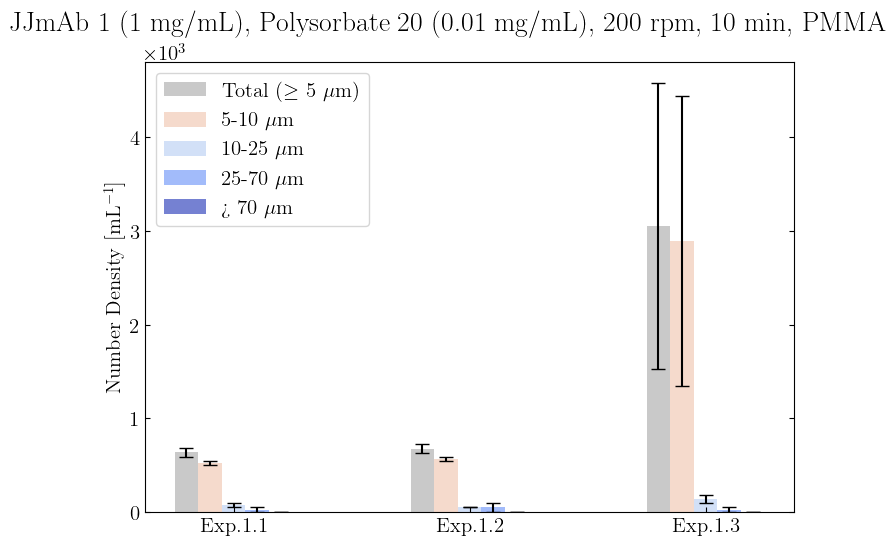 JJmAb 1 (1 mg/mL), Polysorbate 20 (0.01 mg/mL), 200 rpm, 10 min, PMMA
×10³
Total (≥ 5 µm)
5-10 µm
10-25 µm
25-70 µm
> 70 µm
Number Density [mL⁻¹]
4
3
2
1
0
Exp.1.1 Exp.1.2 Exp.1.3